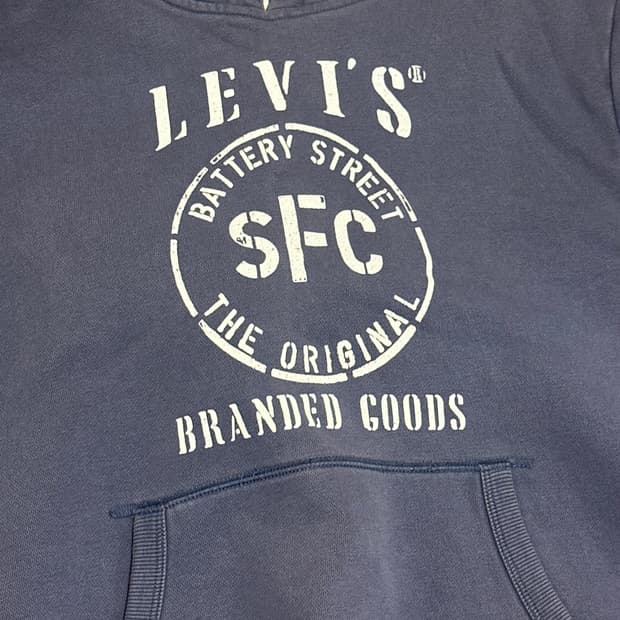 LEVI'S®
BATTERY STREET
SFC
THE ORIGINAL
BRANDED GOODS